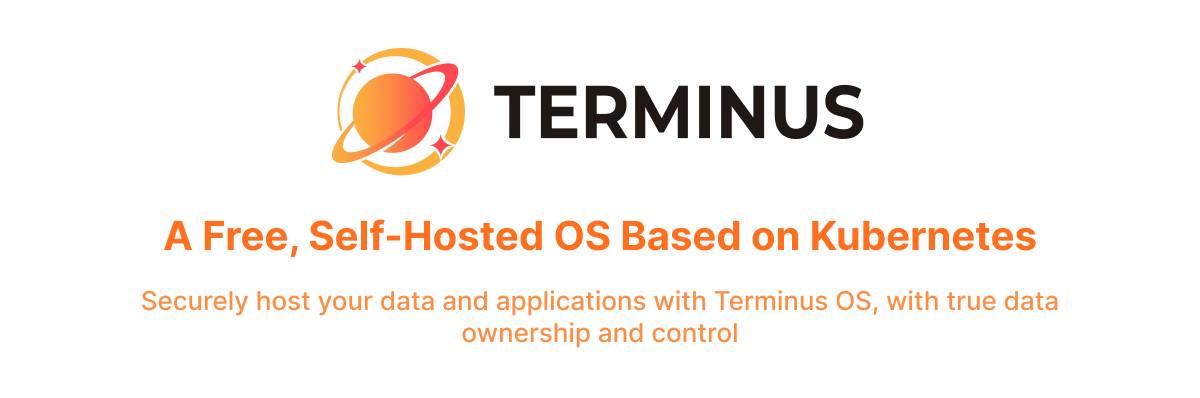 TERMINUS
A Free, Self-Hosted OS Based on Kubernetes
Securely host your data and applications with Terminus OS, with true data
ownership and control